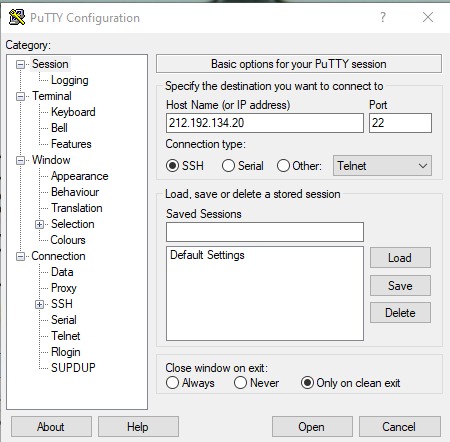 PuTTY Configuration
? ×
Category:
Session
Logging
Terminal
Keyboard
Bell
Features
Window
Appearance
Behaviour
Translation
Selection
Colours
Connection
Data
Proxy
SSH
Serial
Telnet
Rlogin
SUPDUP
Basic options for your PuTTY session
Specify the destination you want to connect to
Host Name (or IP address) Port
212.192.134.20 22
Connection type:
SSH Serial Other: Telnet
Load, save or delete a stored session
Saved Sessions
Default Settings
Load
Save
Delete
Close window on exit:
Always Never Only on clean exit
About Help Open Cancel